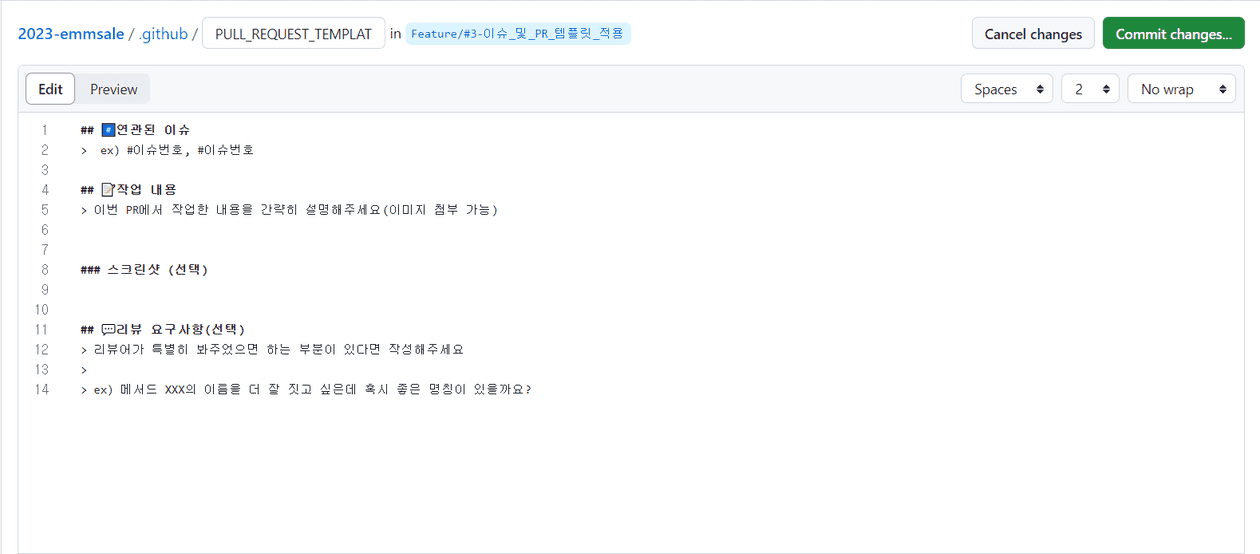 2023-emmsale / .github / PULL_REQUEST_TEMPLAT in Feature/#3-이슈_및_PR_템플릿_적용 Cancel changes Commit changes...
Edit Preview Spaces 2 No wrap
1 ## #️⃣연관된 이슈
2 > ex) #이슈번호, #이슈번호
3
4 ## 📝작업 내용
5 > 이번 PR에서 작업한 내용을 간략히 설명해주세요(이미지 첨부 가능)
6
7
8 ### 스크린샷 (선택)
9
10
11 ## 💬리뷰 요구사항(선택)
12 > 리뷰어가 특별히 봐주었으면 하는 부분이 있다면 작성해주세요
13 >
14 > ex) 메서드 XXX의 이름을 더 잘 짓고 싶은데 혹시 좋은 명칭이 있을까요?